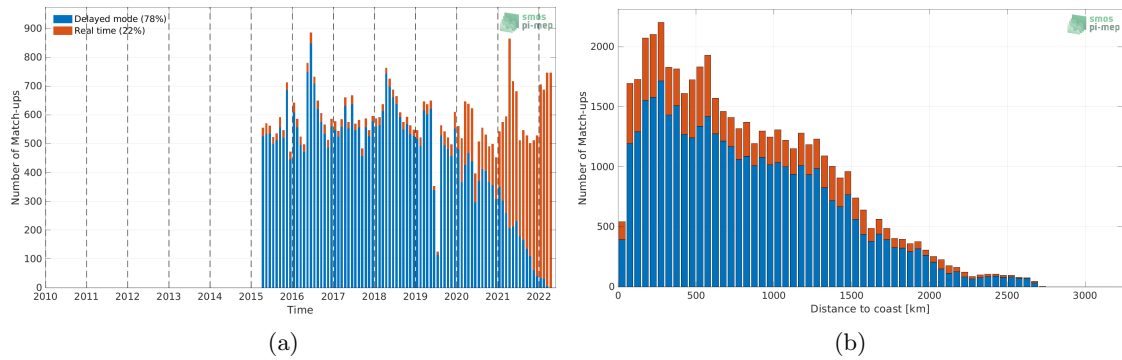 Delayed mode (78%)
Real time (22%)
smos
pi-mep
900
800
700
600
500
400
300
200
100
0
Number of Match-ups
2010 2011 2012 2013 2014 2015 2016 2017 2018 2019 2020 2021 2022
Time
(a)
smos
pi-mep
2000
1500
1000
500
0
Number of Match-ups
0 500 1000 1500 2000 2500 3000
Distance to coast [km]
(b)